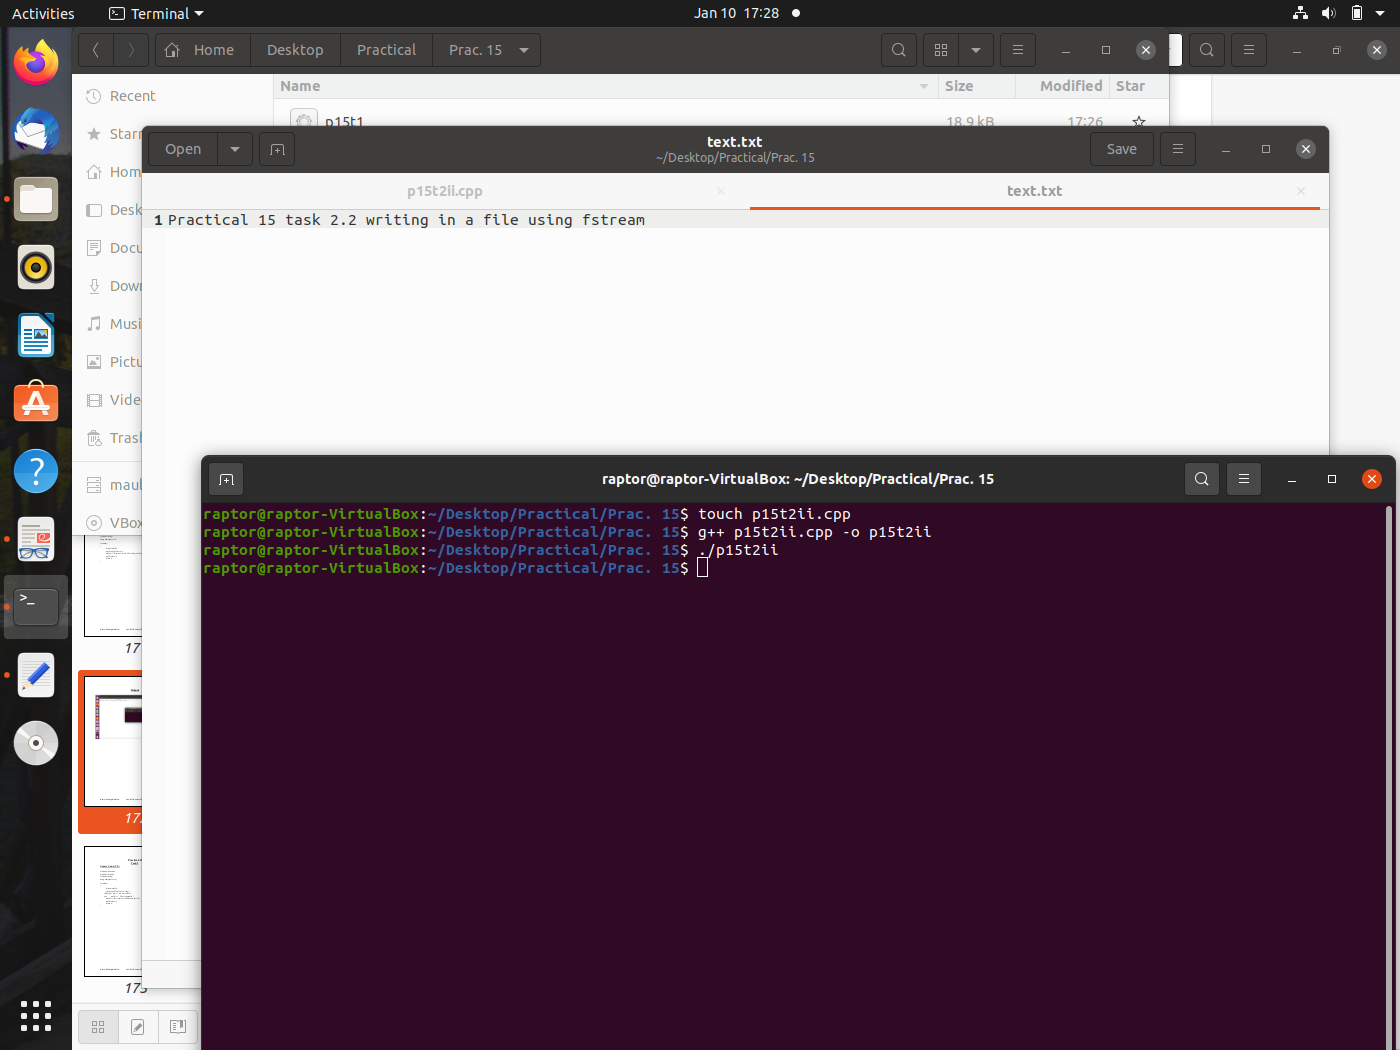 Activities Terminal Jan 10 17:28
Home Desktop Practical Prac. 15
Name Size Modified Star
Recent
p15t1 18.9 kB 17:26
Starr
Open text.txt Save
~/Desktop/Practical/Prac. 15
p15t2ii.cpp text.txt
1 Practical 15 task 2.2 writing in a file using fstream
Hom
Desk
Docu
Down
Musi
Pictu
Vide
Trash
raptor@raptor-VirtualBox: ~/Desktop/Practical/Prac. 15
maul
VBox
raptor@raptor-VirtualBox:~/Desktop/Practical/Prac. 15$ touch p15t2ii.cpp
raptor@raptor-VirtualBox:~/Desktop/Practical/Prac. 15$ g++ p15t2ii.cpp -o p15t2ii
raptor@raptor-VirtualBox:~/Desktop/Practical/Prac. 15$ ./p15t2ii
raptor@raptor-VirtualBox:~/Desktop/Practical/Prac. 15$
173